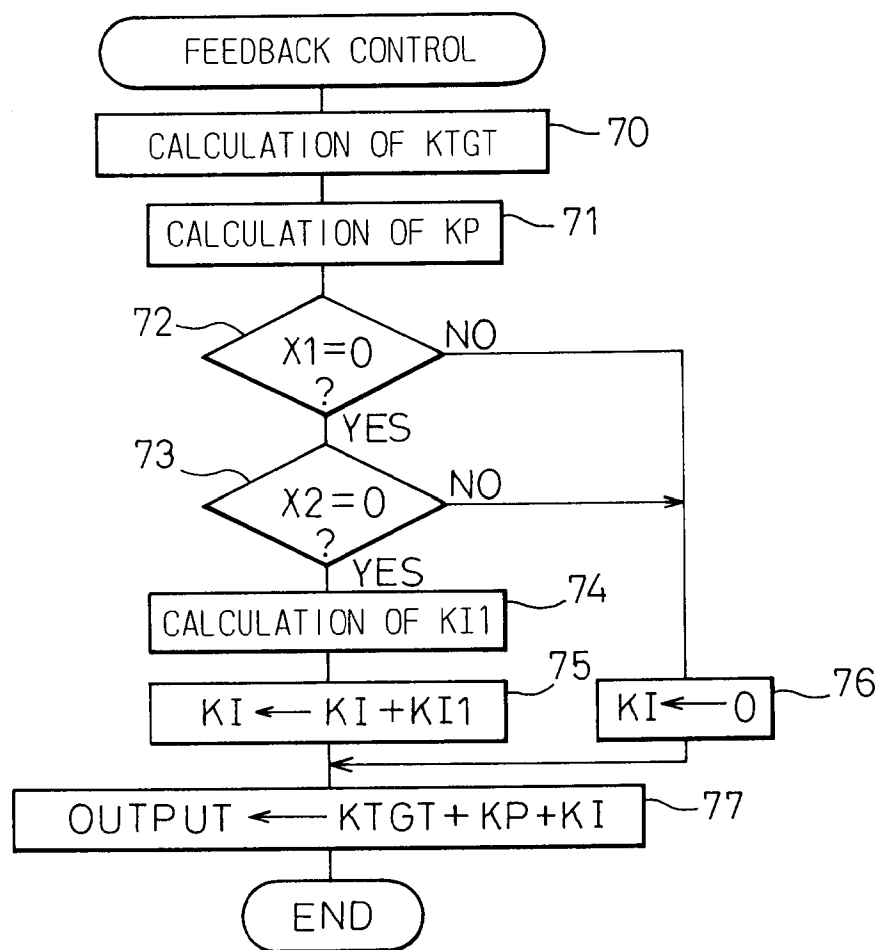 FEEDBACK CONTROL
CALCULATION OF KTGT
70
CALCULATION OF KP
71
72
X1=0
?
NO
YES
73
X2=0
?
NO
YES
CALCULATION OF KI1
74
KI ← KI+KI1
75
KI ← 0
76
OUTPUT ← KTGT+KP+KI
77
END